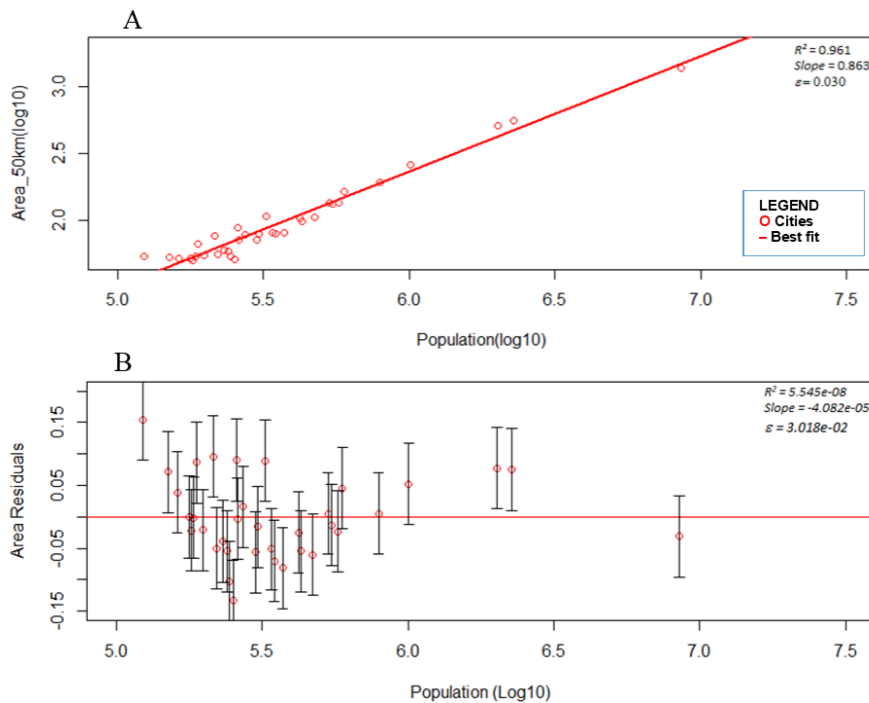 A
R² = 0.961
Slope = 0.863
ε = 0.030
Area_50km(log10)
3.0
2.5
2.0
LEGEND
Cities
Best fit
5.0 5.5 6.0 6.5 7.0 7.5
Population(log10)
B
R² = 5.545e-08
Slope = -4.082e-05
ε = 3.018e-02
Area Residuals
0.15
0.05
-0.05
-0.15
5.0 5.5 6.0 6.5 7.0 7.5
Population (Log10)